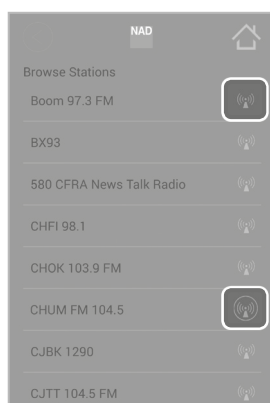 NAD
Browse Stations
Boom 97.3 FM
BX93
580 CFRA News Talk Radio
CHFI 98.1
CHOK 103.9 FM
CHUM FM 104.5
CJBK 1290
CJTT 104.5 FM